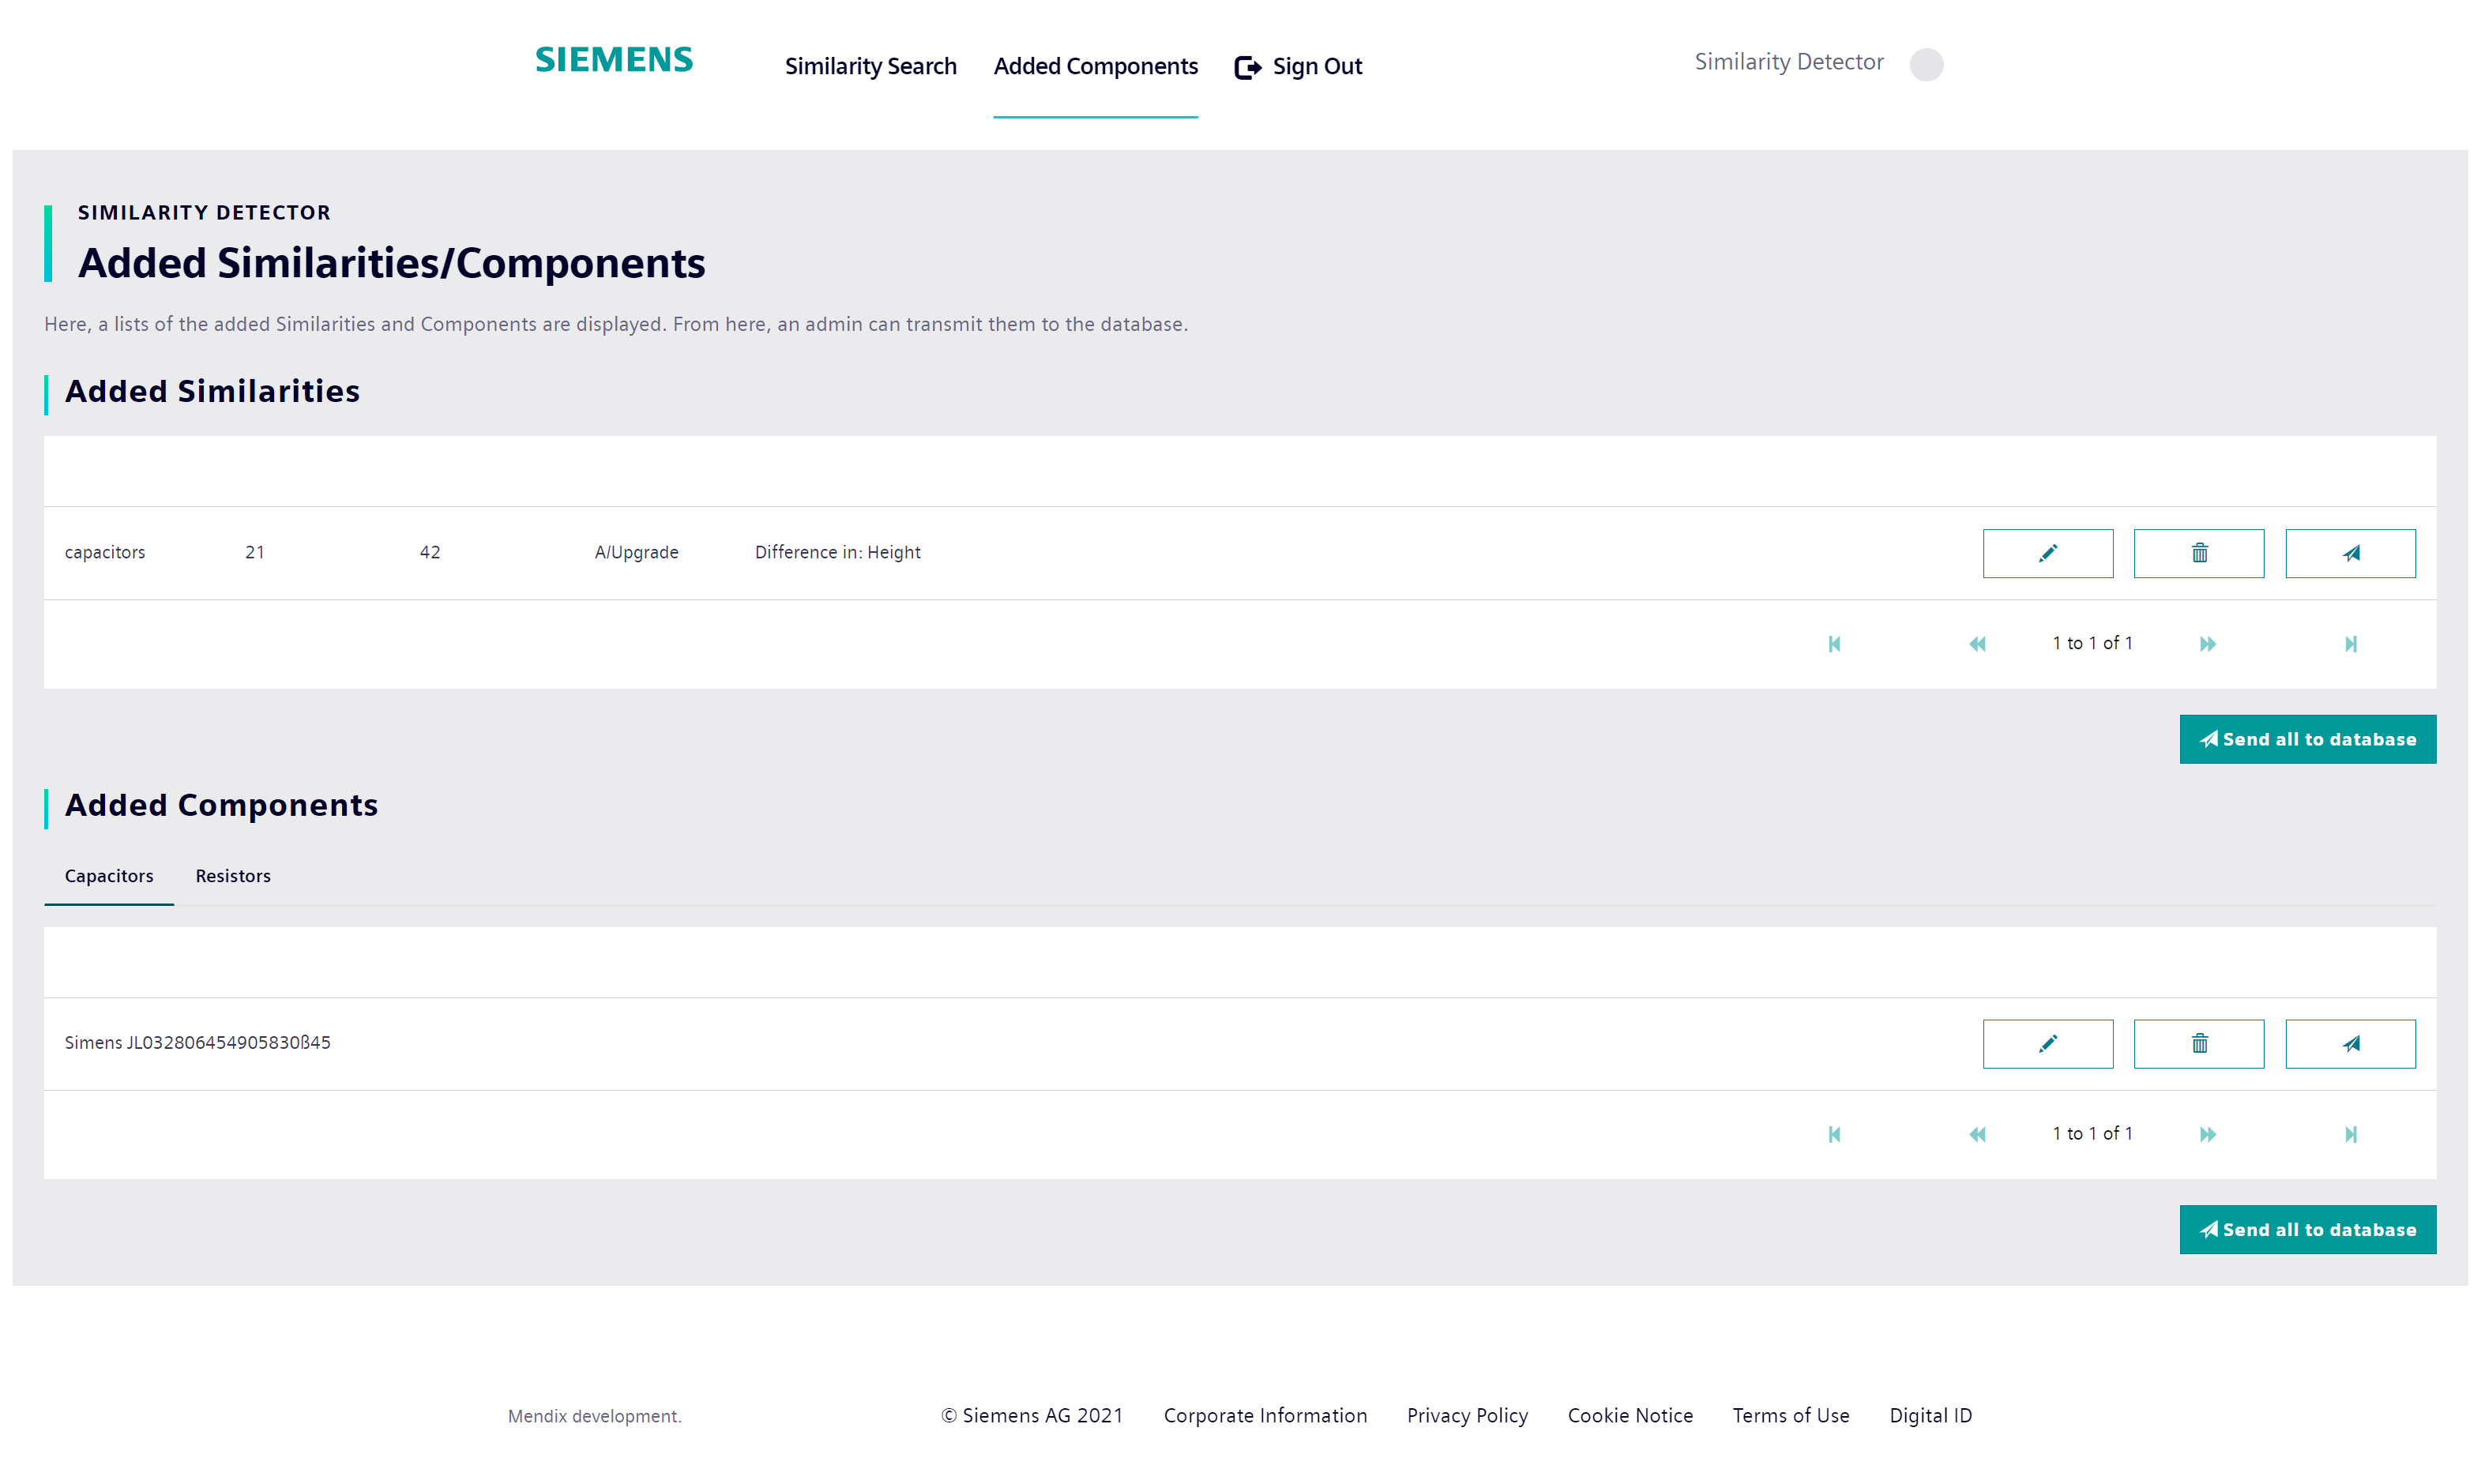 SIEMENS Similarity Search Added Components Sign Out Similarity Detector
SIMILARITY DETECTOR
Added Similarities/Components
Here, a lists of the added Similarities and Components are displayed. From here, an admin can transmit them to the database.
Added Similarities
capacitors 21 42 A/Upgrade Difference in: Height
1 to 1 of 1
Send all to database
Added Components
Capacitors Resistors
Simens JL032806454905830ß45
1 to 1 of 1
Send all to database
Mendix development. © Siemens AG 2021 Corporate Information Privacy Policy Cookie Notice Terms of Use Digital ID